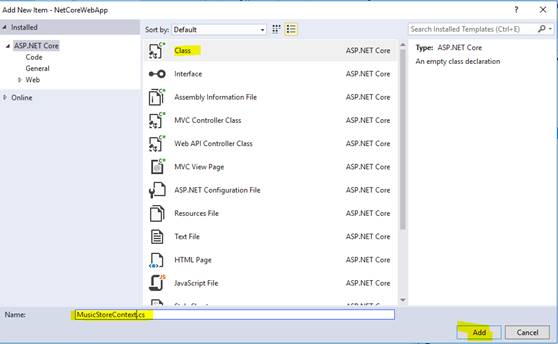 Add New Item - NetCoreWebApp
? X
Installed
ASP.NET Core
Code
General
Web
Online
Sort by: Default
Search Installed Templates (Ctrl+E)
Class ASP.NET Core
Interface ASP.NET Core
Assembly Information File ASP.NET Core
MVC Controller Class ASP.NET Core
Web API Controller Class ASP.NET Core
MVC View Page ASP.NET Core
ASP.NET Configuration File ASP.NET Core
Resources File ASP.NET Core
Text File ASP.NET Core
HTML Page ASP.NET Core
JavaScript File ASP.NET Core
Type: ASP.NET Core
An empty class declaration
Name: MusicStoreContext.cs
Add Cancel